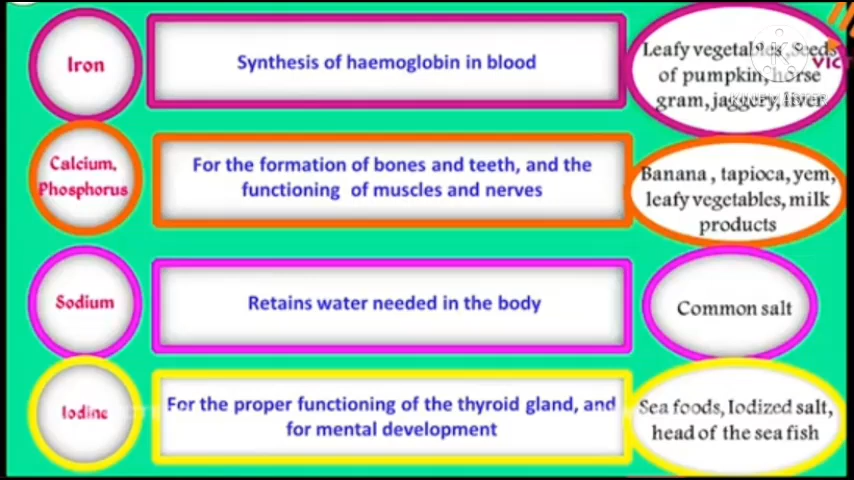 Iron
Synthesis of haemoglobin in blood
Leafy vegetables, Seeds
of pumpkin, horse
gram, jaggery, liver
VIC
Calcium,
Phosphorus
For the formation of bones and teeth, and the
functioning of muscles and nerves
Banana , tapioca, yem,
leafy vegetables, milk
products
Sodium
Retains water needed in the body
Common salt
Iodine
For the proper functioning of the thyroid gland, and
for mental development
Sea foods, Iodized salt,
head of the sea fish